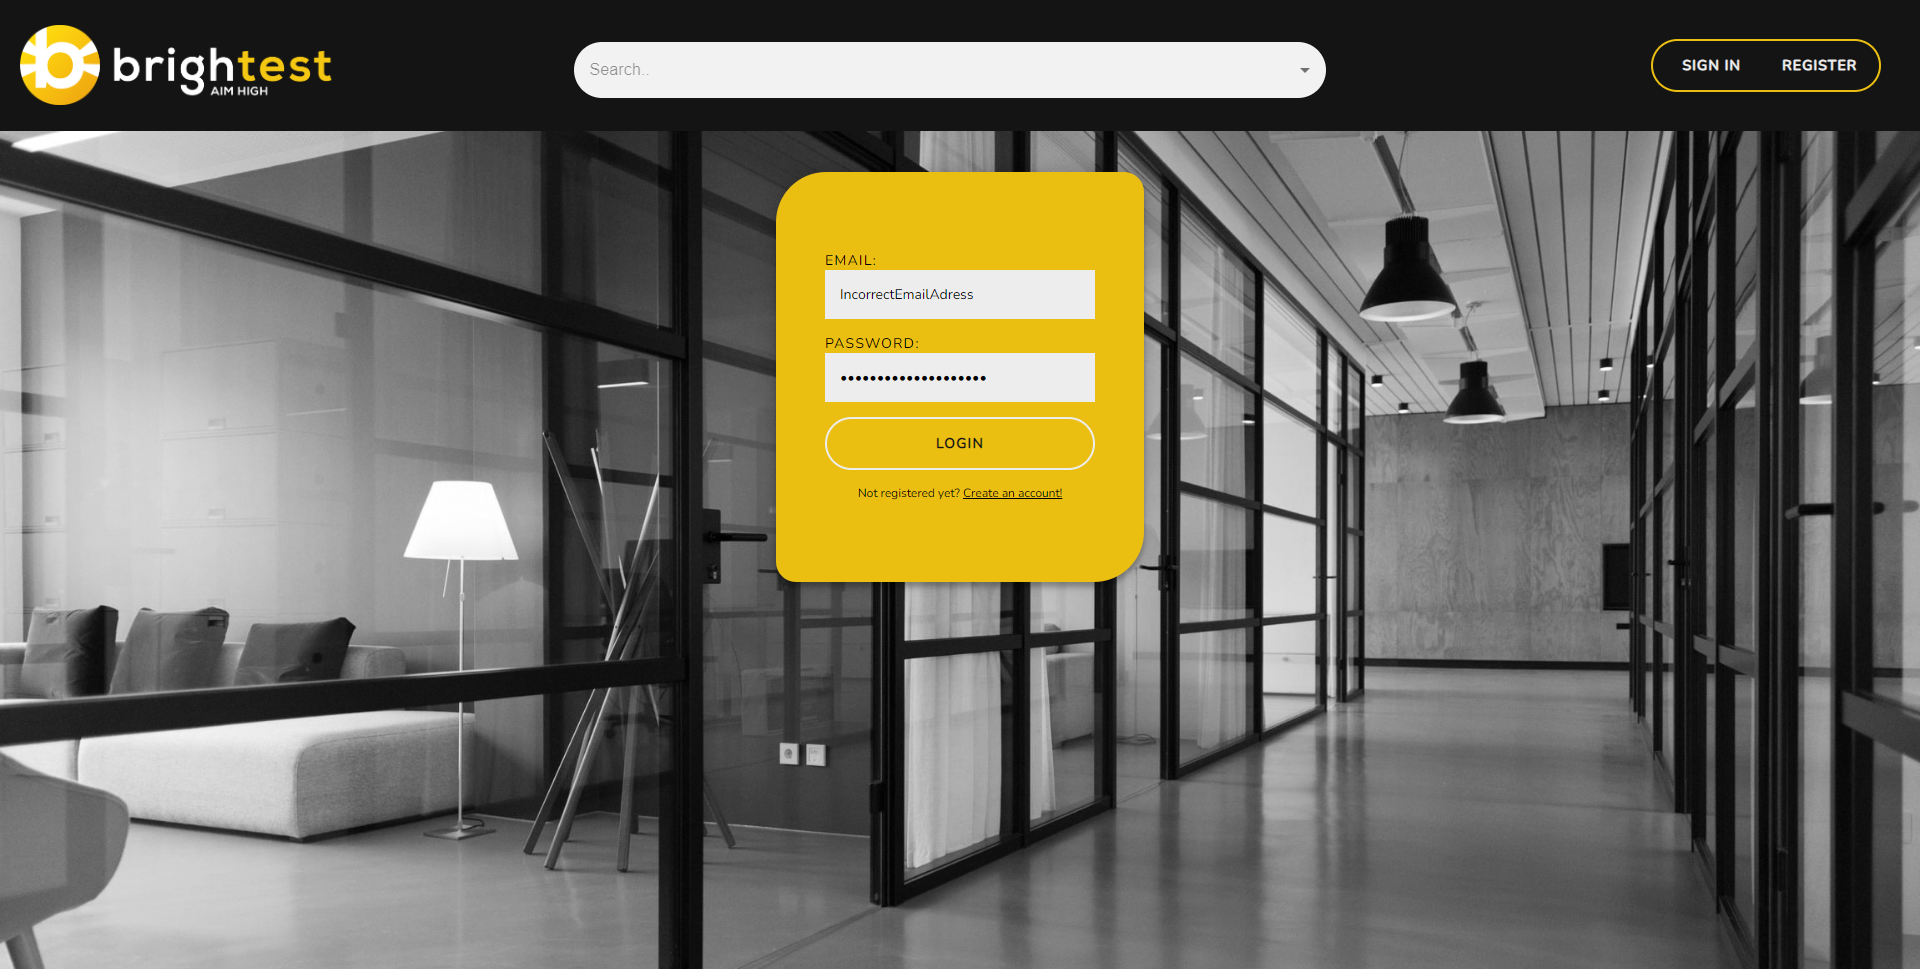 brightest
AIM HIGH
Search..
SIGN IN REGISTER
EMAIL:
IncorrectEmailAdress
PASSWORD:
••••••••••••••••••••
LOGIN
Not registered yet? Create an account!